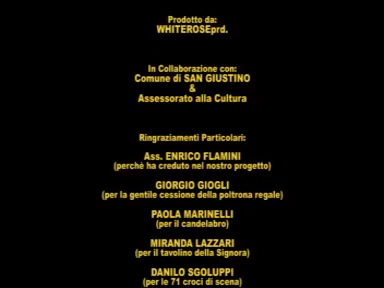 Prodotto da:
WHITEROSEprd.
In Collaborazione con:
Comune di SAN GIUSTINO
&
Assessorato alla Cultura
Ringraziamenti Particolari:
Ass. ENRICO FLAMINI
(perchè ha creduto nel nostro progetto)
GIORGIO GIOGLI
(per la gentile cessione della poltrona regale)
PAOLA MARINELLI
(per il candelabro)
MIRANDA LAZZARI
(per il tavolino della Signora)
DANILO SGOLUPPI
(per le 71 croci di scena)